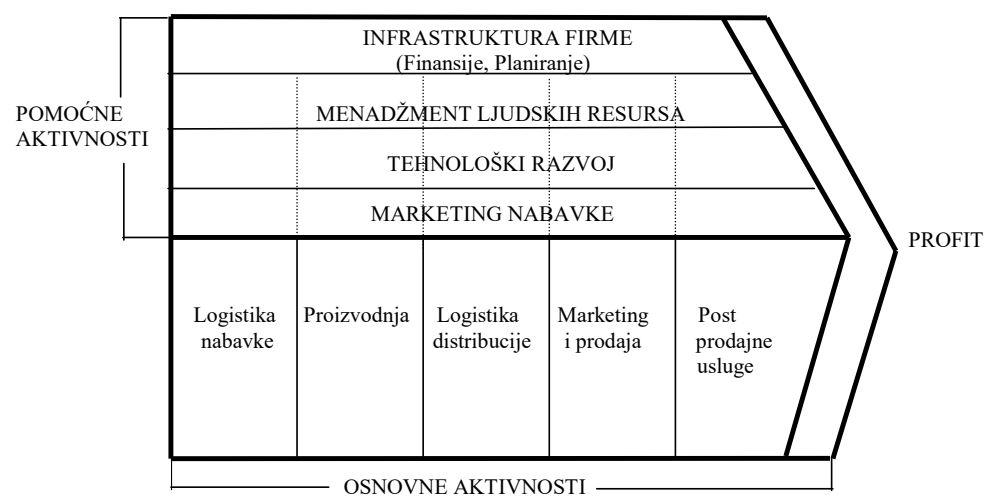 INFRASTRUKTURA FIRME
(Finansije, Planiranje)
POMOĆNE
AKTIVNOSTI
MENADŽMENT LJUDSKIH RESURSA
TEHNOLOŠKI RAZVOJ
MARKETING NABAVKE
PROFIT
Logistika
nabavke
Proizvodnja
Logistika
distribucije
Marketing
i prodaja
Post
prodajne
usluge
OSNOVNE AKTIVNOSTI